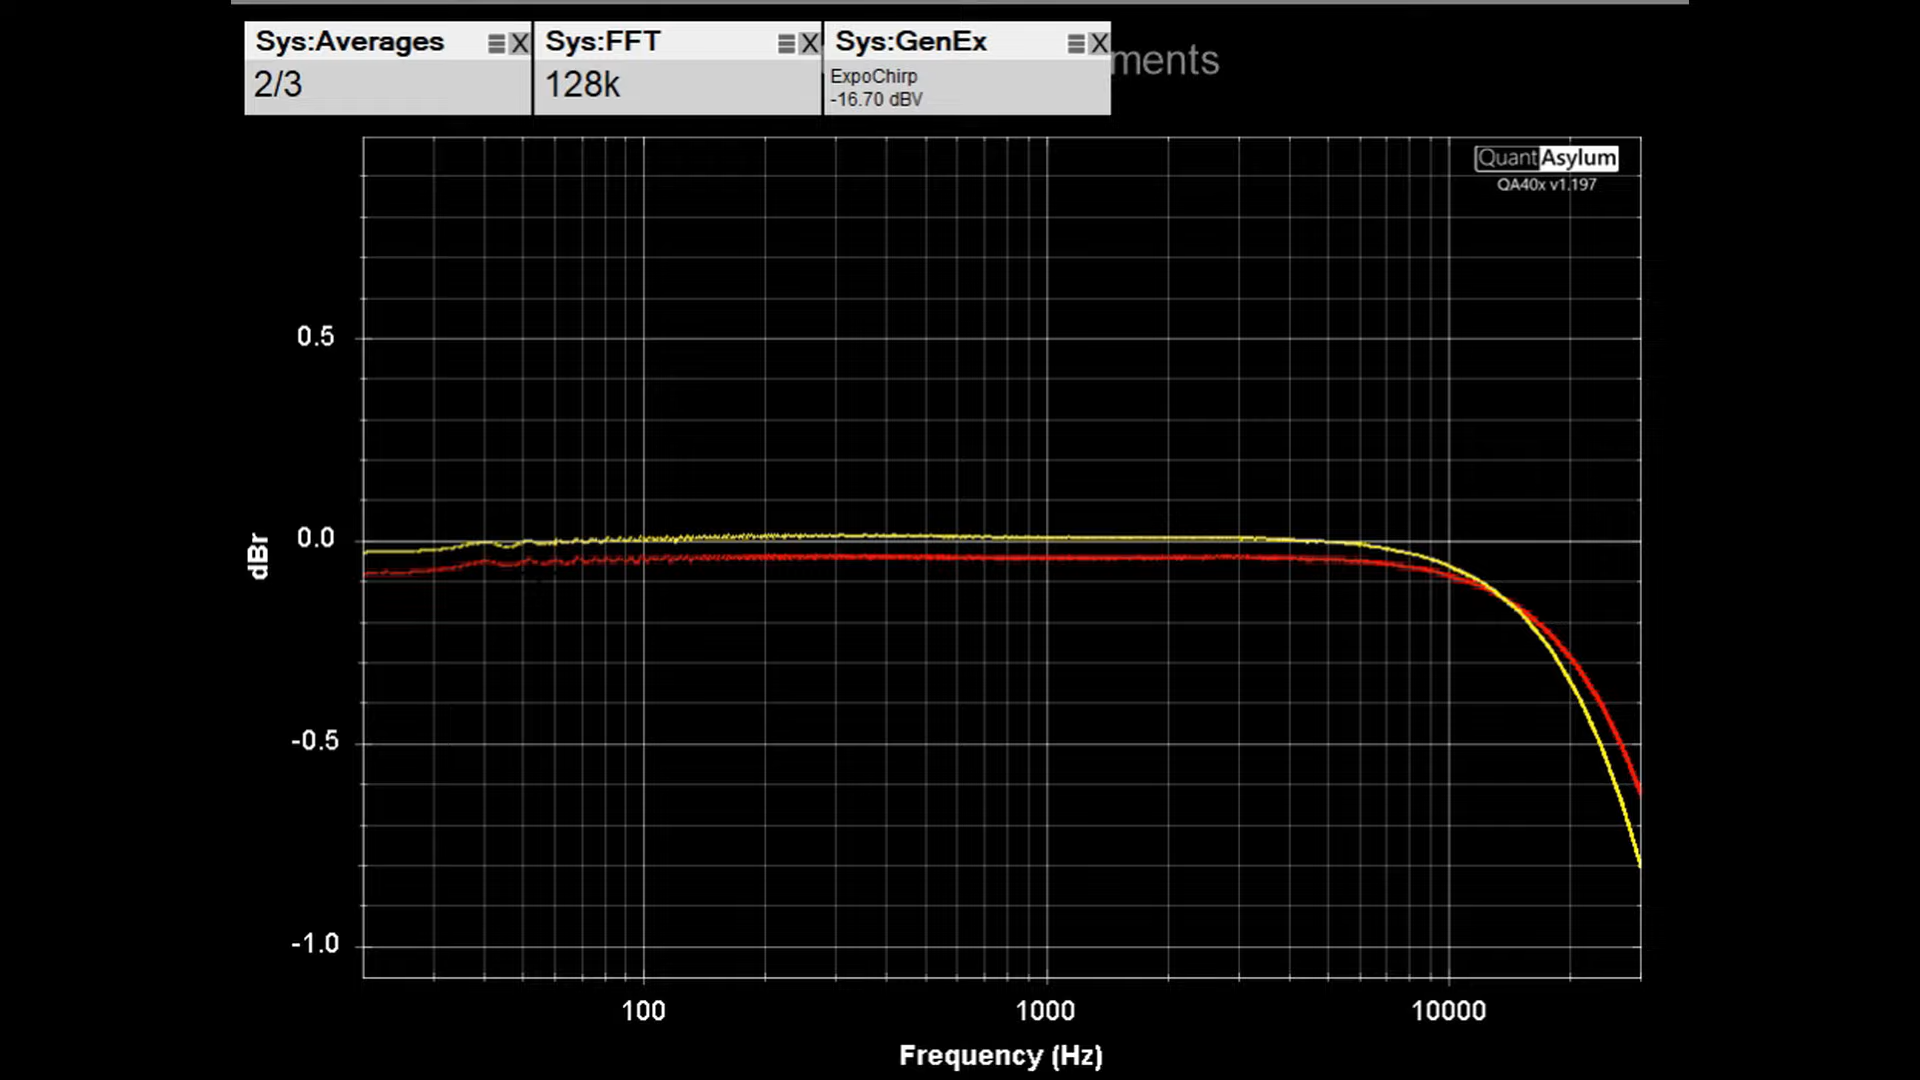 Sys:Averages
X
Sys:FFT
X
Sys:GenEx
X
ments
2/3
128k
ExpoChirp
-16.70 dBV
QuantAsylum
QA40x v1.197
0.5
0.0
-0.5
-1.0
dBr
100
1000
10000
Frequency (Hz)